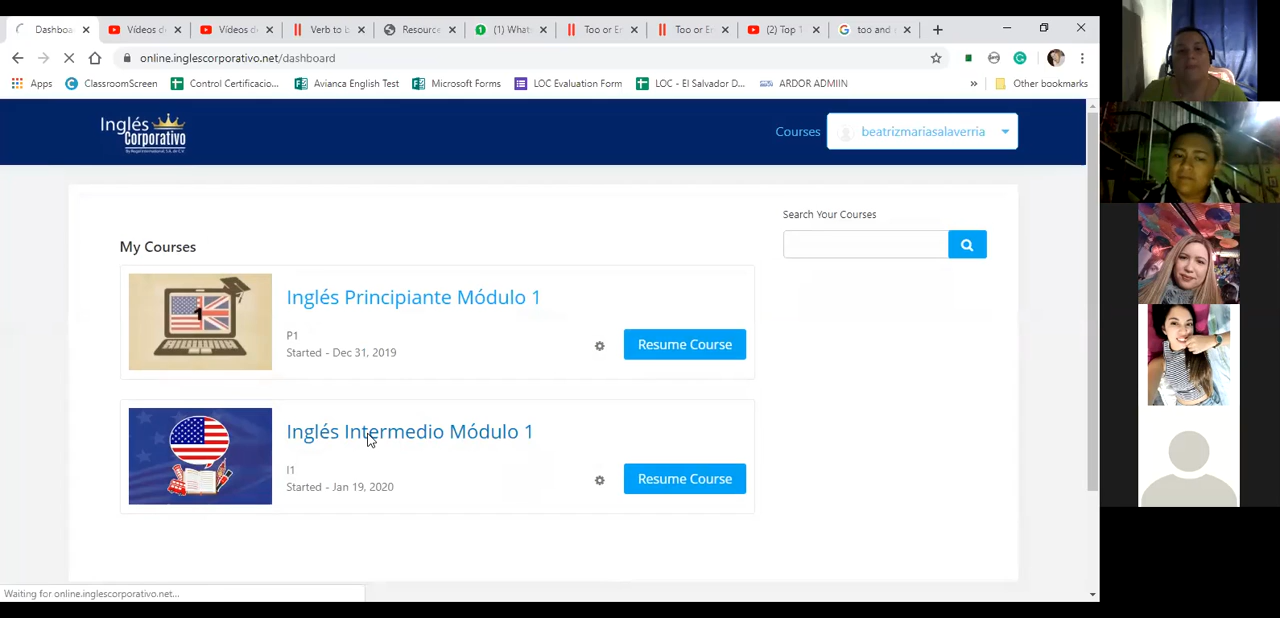 Dashboa
Vídeos d
Vídeos de
Verb to b
Resource
(1) What
Too or En
Too or En
(2) Top 1
too and
online.inglescorporativo.net/dashboard
Apps
ClassroomScreen
Control Certificacio...
Avianca English Test
Microsoft Forms
LOC Evaluation Form
LOC - El Salvador D...
ARDOR ADMIIN
»
Other bookmarks
Inglés
Corporativo
Courses
beatrizmariasalaverria
Search Your Courses
My Courses
1
Inglés Principiante Módulo 1
P1
Started - Dec 31, 2019
Resume Course
Inglés Intermedio Módulo 1
I1
Started - Jan 19, 2020
Resume Course
Waiting for online.inglescorporativo.net...